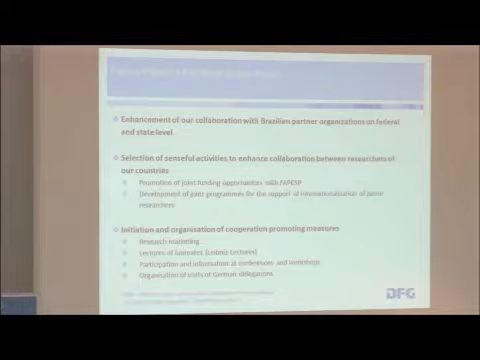 Enhancement of our collaboration with Brazilian partner organizations on federal
and state level
Selection of senseful activities to enhance collaboration between researchers of
our countries
Promotion of joint funding opportunities with FAPESP
Development of joint programmes for the support of internationalisation of
researchers
Initiation and organisation of cooperation promoting measures
Research marketing
Lectures of laureates (Leibniz Lectures)
Participation and information at conferences and workshops
Organisation of visits of German delegations
DFG